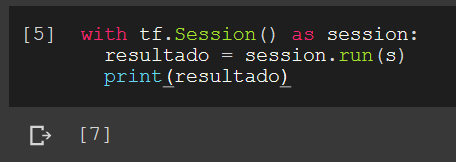 [5] with tf.Session() as session:
resultado = session.run(s)
print(resultado)
[7]